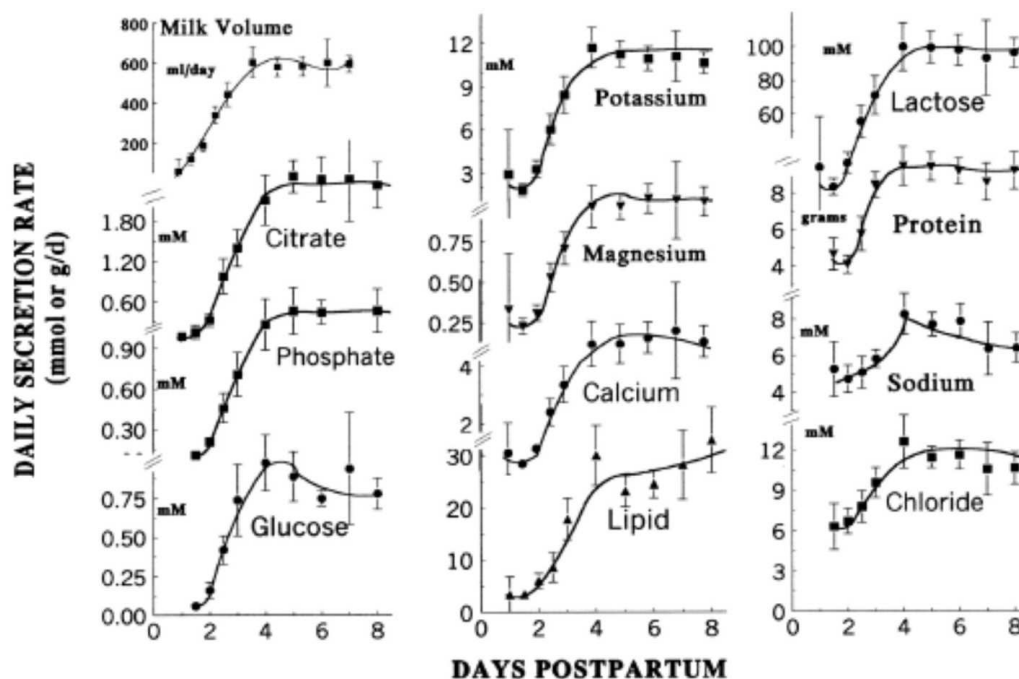 Milk Volume
800
600
400
200
ml/day
1.80
1.20
0.60
mM
Citrate
0.90
0.60
0.30
mM
Phosphate
0.75
0.50
0.25
0.00
mM
Glucose
0 2 4 6 8
12
9
6
3
mM
Potassium
0.75
0.50
0.25
Magnesium
4
2
Calcium
30
20
10
0
Lipid
0 2 4 6 8
100
80
60
mM
Lactose
8
6
4
grams
Protein
8
6
4
mM
Sodium
12
9
6
3
0
mM
Chloride
0 2 4 6 8
DAILY SECRETION RATE
(mmol or g/d)
DAYS POSTPARTUM